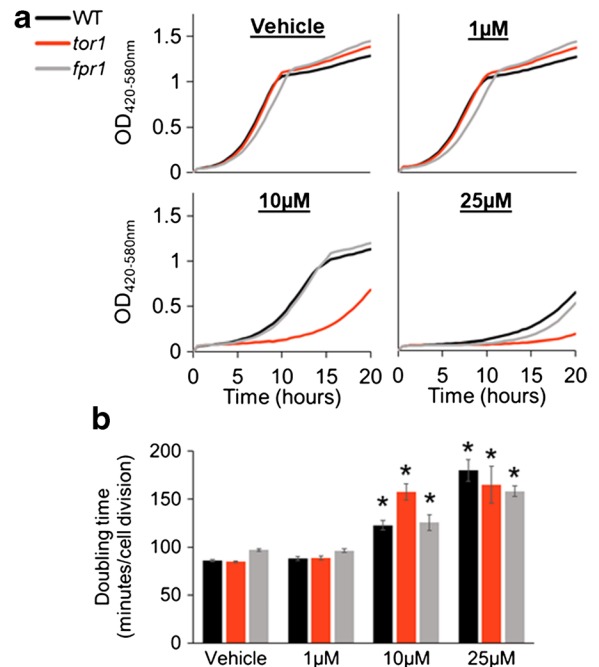 a
WT
tor1
fpr1
Vehicle
1µM
OD420-580nm
1.5
1
0.5
0
10µM
25µM
OD420-580nm
1.5
1
0.5
0
0 5 10 15 20
0 5 10 15 20
Time (hours)
Time (hours)
b
Doubling time
(minutes/cell division)
200
150
100
50
0
* * * * * *
Vehicle 1µM 10µM 25µM